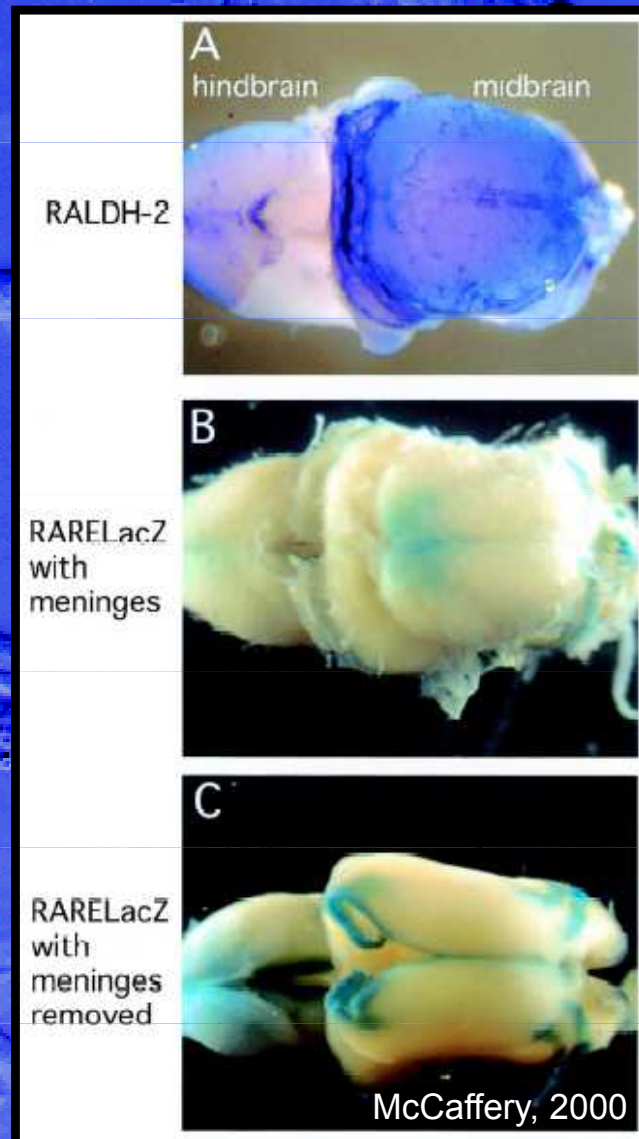 A
hindbrain
midbrain
RALDH-2
B
RARELacZ
with
meninges
C
RARELacZ
with
meninges
removed
McCaffery, 2000